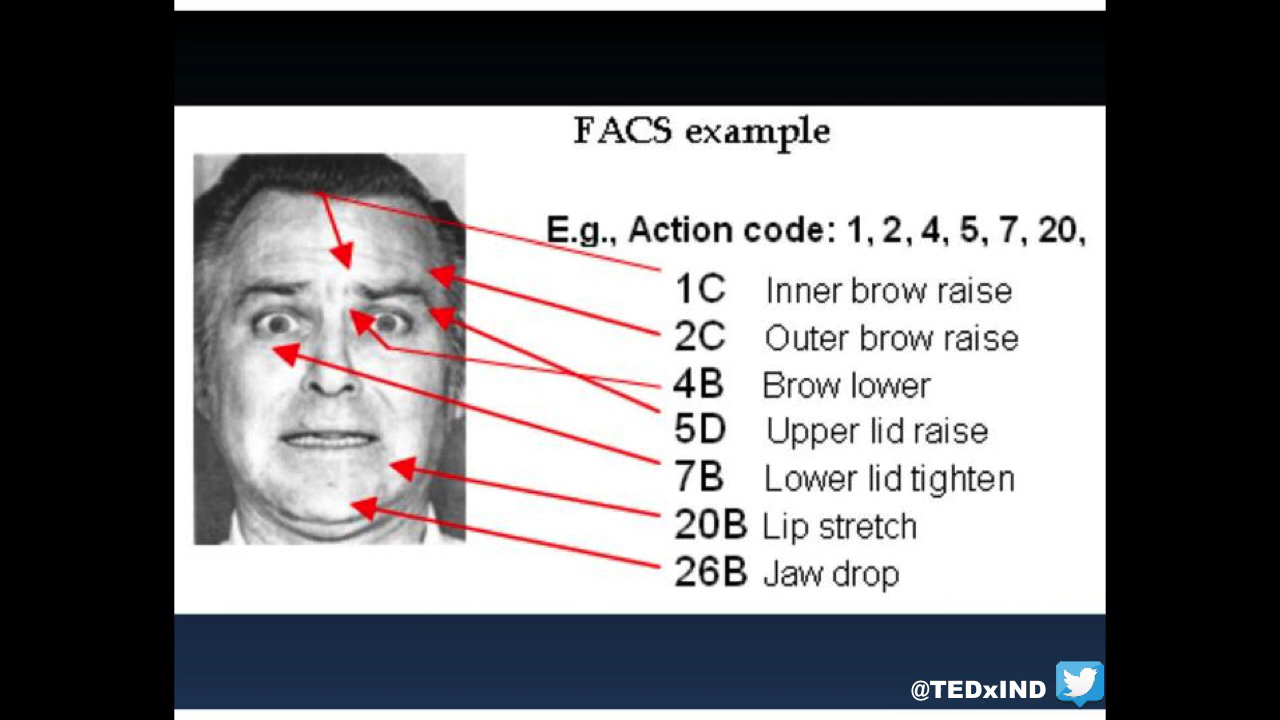 FACS example
E.g., Action code: 1, 2, 4, 5, 7, 20,
1C Inner brow raise
2C Outer brow raise
4B Brow lower
5D Upper lid raise
7B Lower lid tighten
20B Lip stretch
26B Jaw drop
@TEDxIND